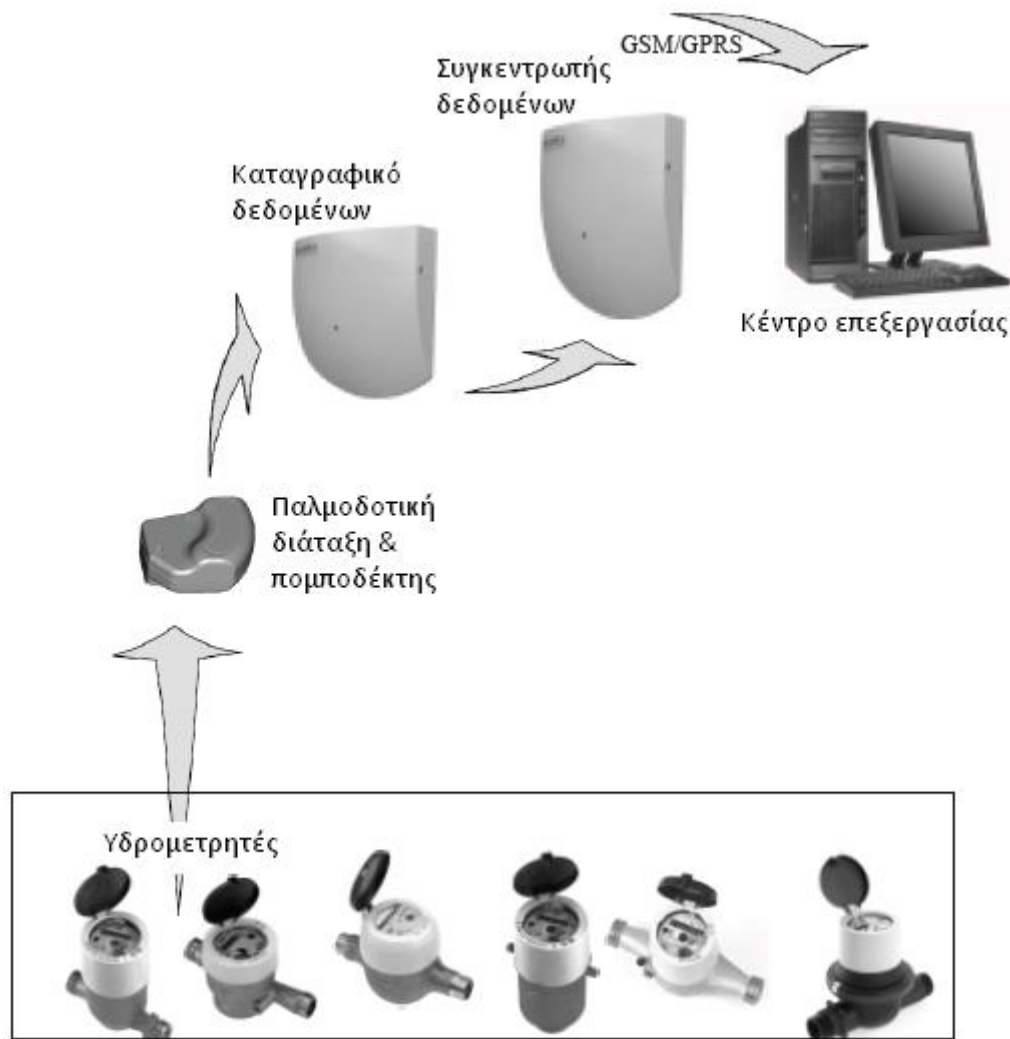 GSM/GPRS
Συγκεντρωτής
δεδομένων
Καταγραφικό
δεδομένων
Κέντρο επεξεργασίας
Παλμοδοτική
διάταξη &
πομποδέκτης
Υδρομετρητές